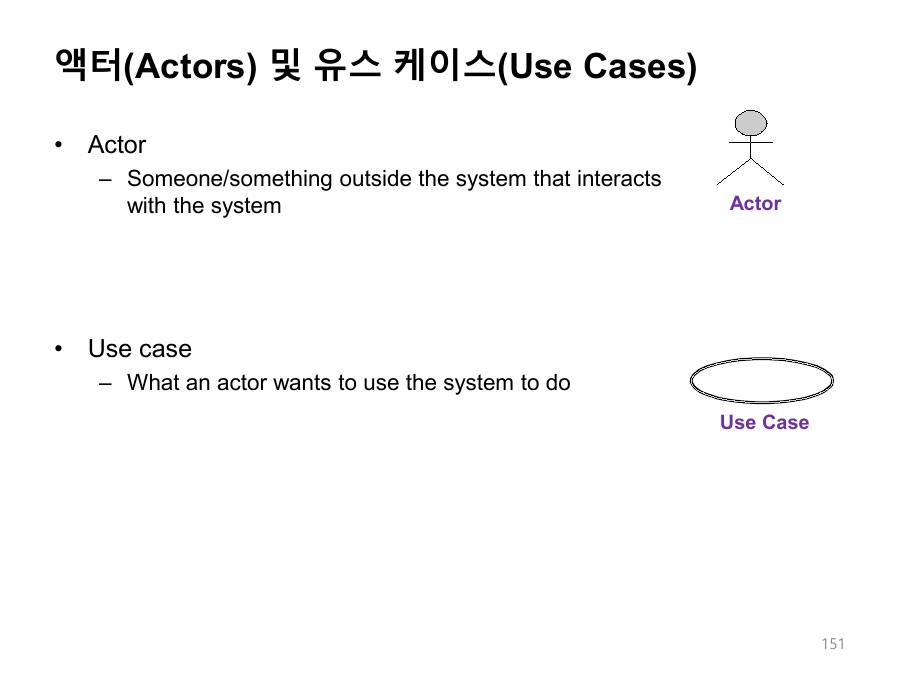 액터(Actors) 및 유스 케이스(Use Cases)
• Actor
– Someone/something outside the system that interacts
with the system
Actor
• Use case
– What an actor wants to use the system to do
Use Case
151